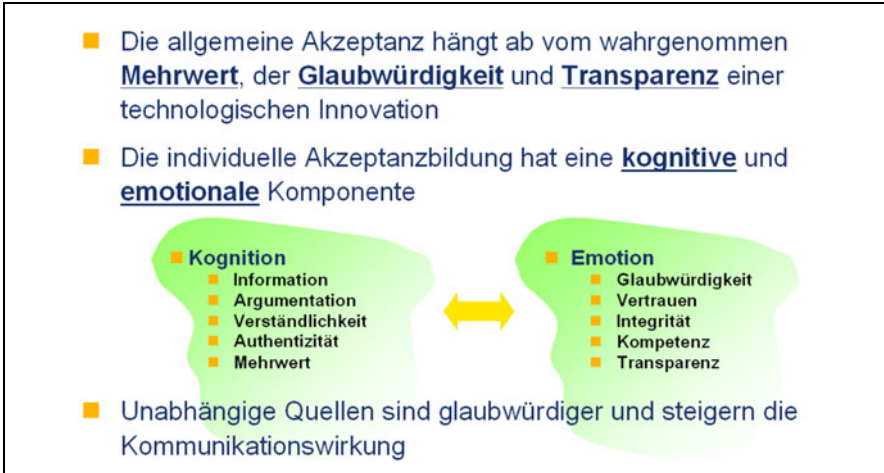 Die allgemeine Akzeptanz hängt ab vom wahrgenommen
Mehrwert, der Glaubwürdigkeit und Transparenz einer
technologischen Innovation
Die individuelle Akzeptanzbildung hat eine kognitive und
emotionale Komponente
Kognition
Information
Argumentation
Verständlichkeit
Authentizität
Mehrwert
Emotion
Glaubwürdigkeit
Vertrauen
Integrität
Kompetenz
Transparenz
Unabhängige Quellen sind glaubwürdiger und steigern die
Kommunikationswirkung